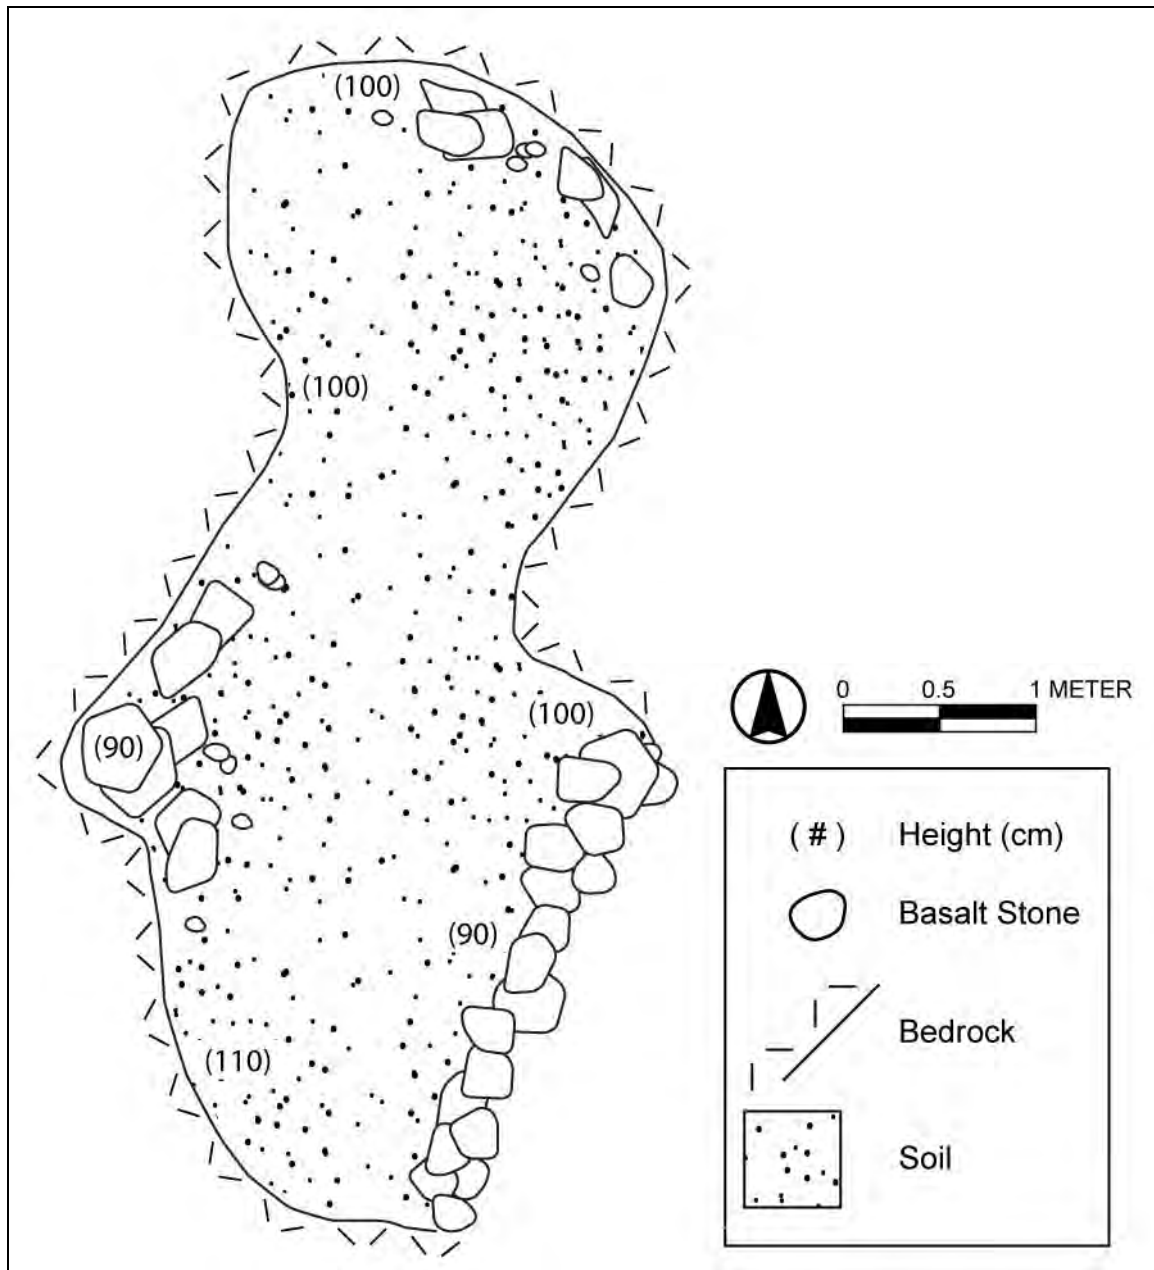 (100)
(100)
(100)
(90)
(90)
(110)
0 0.5 1 METER
( # ) Height (cm)
Basalt Stone
Bedrock
Soil